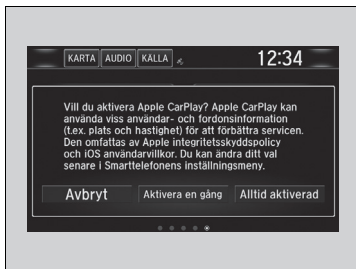 KARTA AUDIO KÄLLA 12:34
Vill du aktivera Apple CarPlay? Apple CarPlay kan
använda viss användar- och fordonsinformation
(t.ex. plats och hastighet) för att förbättra servicen.
Den omfattas av Apple integritetsskyddspolicy
och iOS användarvillkor. Du kan ändra ditt val
senare i Smarttelefonens inställningsmeny.
Avbryt Aktivera en gång Alltid aktiverad